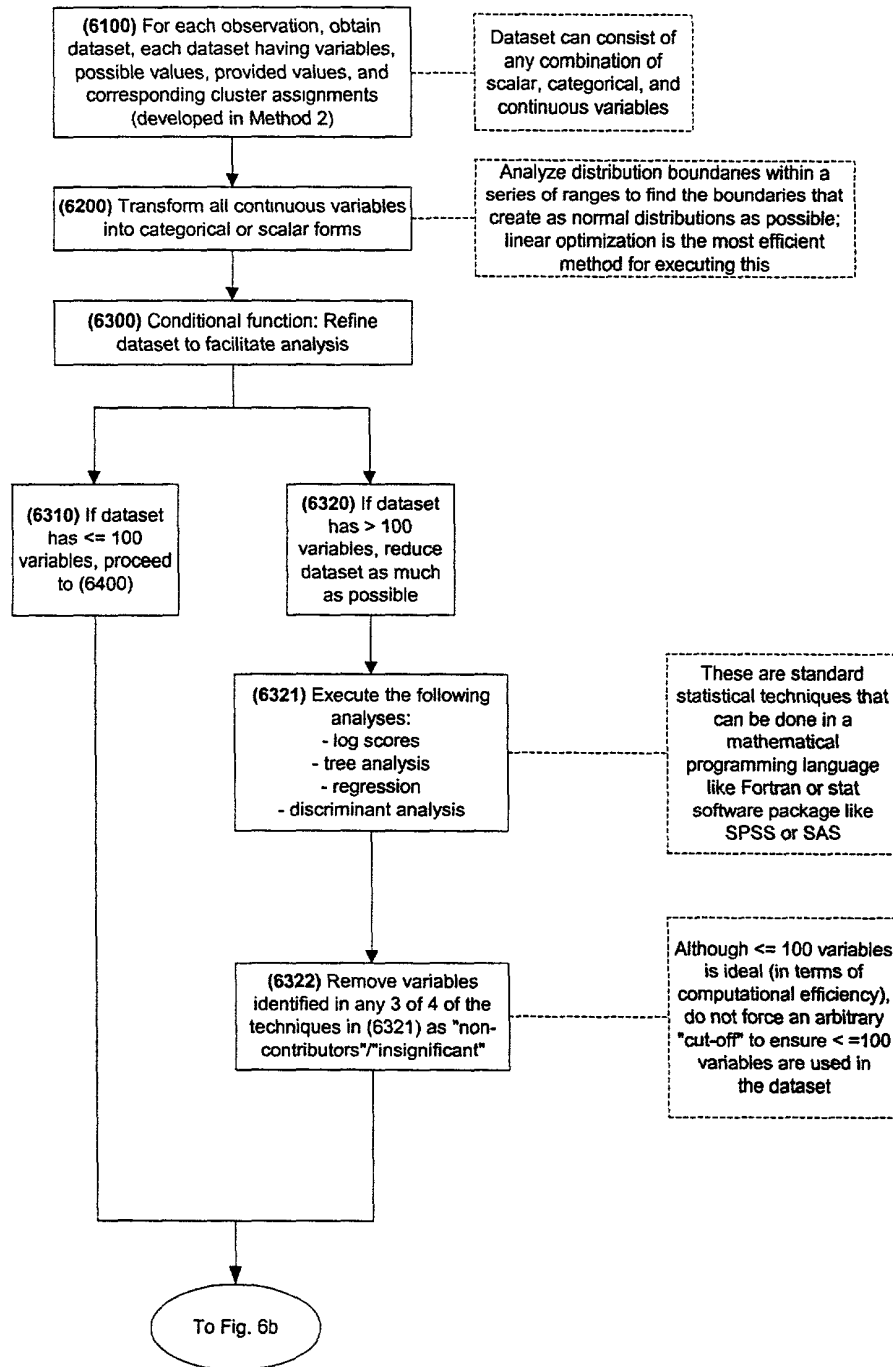 (6100) For each observation, obtain
dataset, each dataset having variables,
possible values, provided values, and
corresponding cluster assignments
(developed in Method 2)
Dataset can consist of
any combination of
scalar, categorical, and
continuous variables
(6200) Transform all continuous variables
into categorical or scalar forms
Analyze distribution boundanes within a
series of ranges to find the boundaries that
create as normal distributions as possible;
linear optimization is the most efficient
method for executing this
(6300) Conditional function: Refine
dataset to facilitate analysis
(6310) If dataset
has <= 100
variables, proceed
to (6400)
(6320) If dataset
has > 100
variables, reduce
dataset as much
as possible
(6321) Execute the following
analyses:
- log scores
- tree analysis
- regression
- discriminant analysis
These are standard
statistical techniques that
can be done in a
mathematical
programming language
like Fortran or stat
software package like
SPSS or SAS
(6322) Remove variables
identified in any 3 of 4 of the
techniques in (6321) as "non-
contributors"/"insignificant"
Although <= 100 variables
is ideal (in terms of
computational efficiency),
do not force an arbitrary
"cut-off" to ensure < =100
variables are used in
the dataset
To Fig. 6b